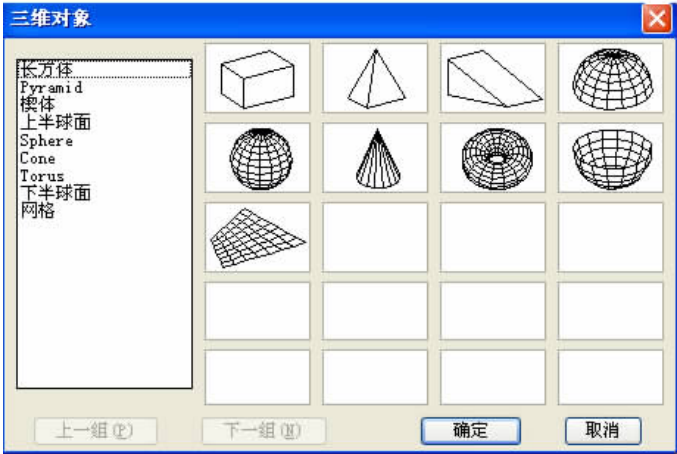 三维对象
长方体
Pyramid
楔体
上半球面
Sphere
Cone
Torus
下半球面
网格
上一组(P)
下一组(N)
确定
取消